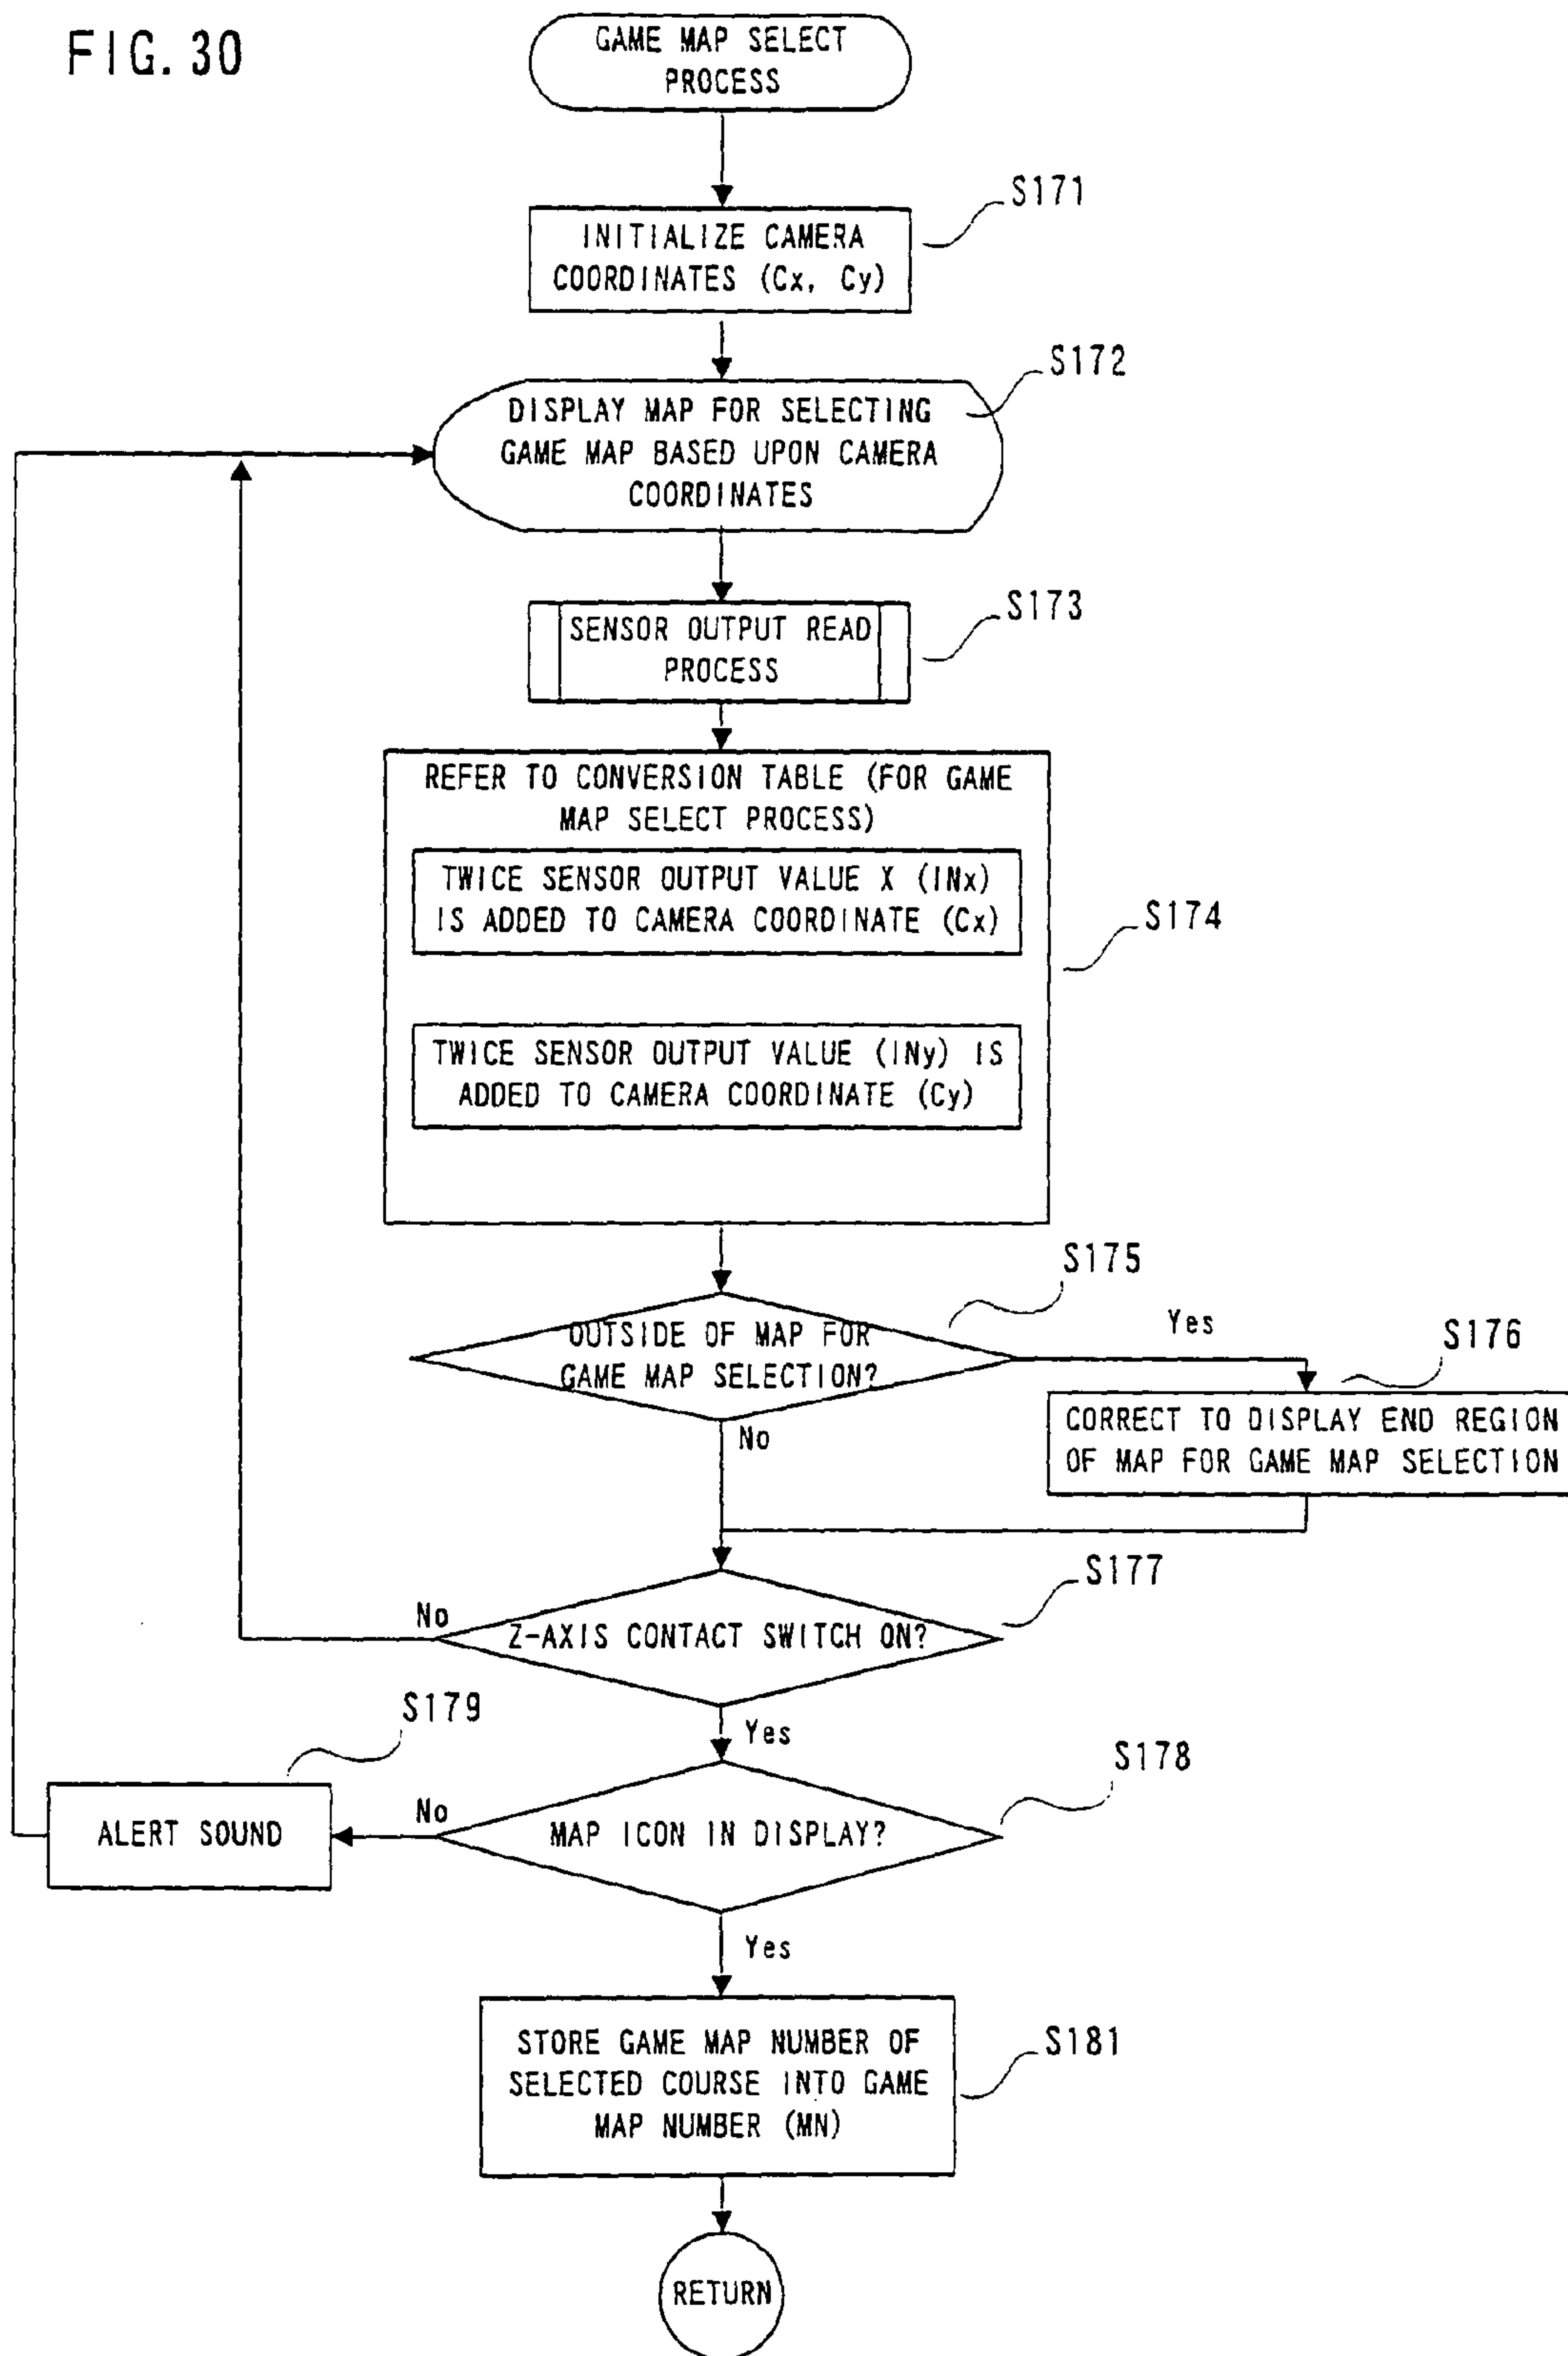 FIG. 30
GAME MAP SELECT
PROCESS
S171
INITIALIZE CAMERA
COORDINATES (Cx, Cy)
S172
DISPLAY MAP FOR SELECTING
GAME MAP BASED UPON CAMERA
COORDINATES
S173
SENSOR OUTPUT READ
PROCESS
REFER TO CONVERSION TABLE (FOR GAME
MAP SELECT PROCESS)
TWICE SENSOR OUTPUT VALUE X (INx)
IS ADDED TO CAMERA COORDINATE (Cx)
S174
TWICE SENSOR OUTPUT VALUE (INy) IS
ADDED TO CAMERA COORDINATE (Cy)
S175
OUTSIDE OF MAP FOR
GAME MAP SELECTION?
Yes
S176
CORRECT TO DISPLAY END REGION
OF MAP FOR GAME MAP SELECTION
No
S177
No
Z-AXIS CONTACT SWITCH ON?
S179
Yes
S178
ALERT SOUND
No
MAP ICON IN DISPLAY?
Yes
STORE GAME MAP NUMBER OF
SELECTED COURSE INTO GAME
MAP NUMBER (MN)
S181
RETURN